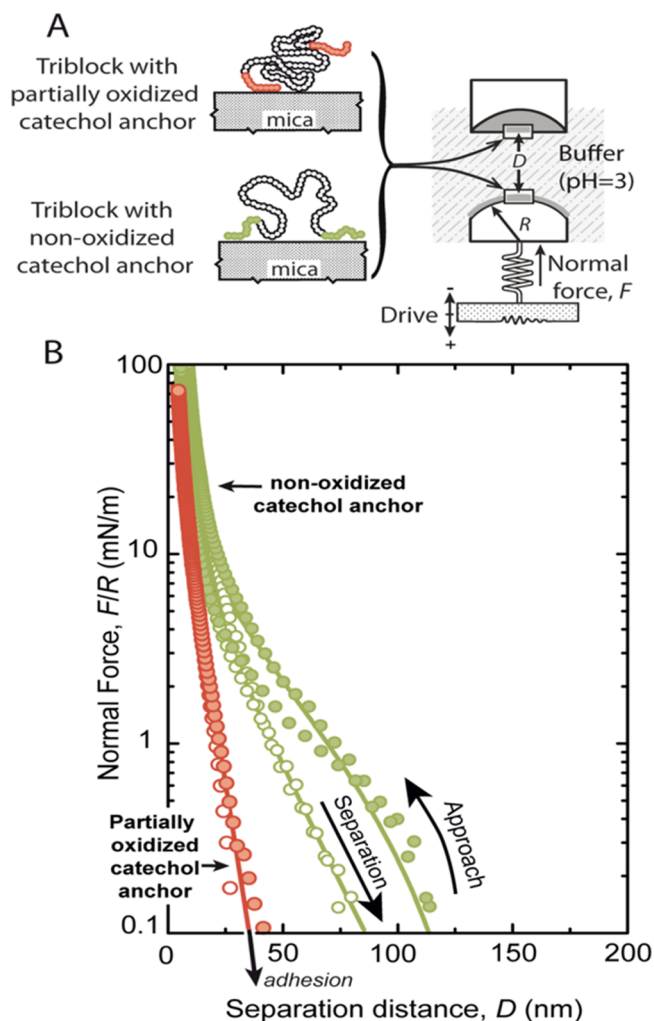 A
Triblock with
partially oxidized
catechol anchor
mica
Triblock with
non-oxidized
catechol anchor
mica
D
Buffer
(pH=3)
R
Normal
force, F
-
Drive
+
B
Normal Force, F/R (mN/m)
100
10
1
0.1
non-oxidized
catechol anchor
Partially
oxidized
catechol
anchor
Separation
Approach
0
50
100
150
200
adhesion
Separation distance, D (nm)